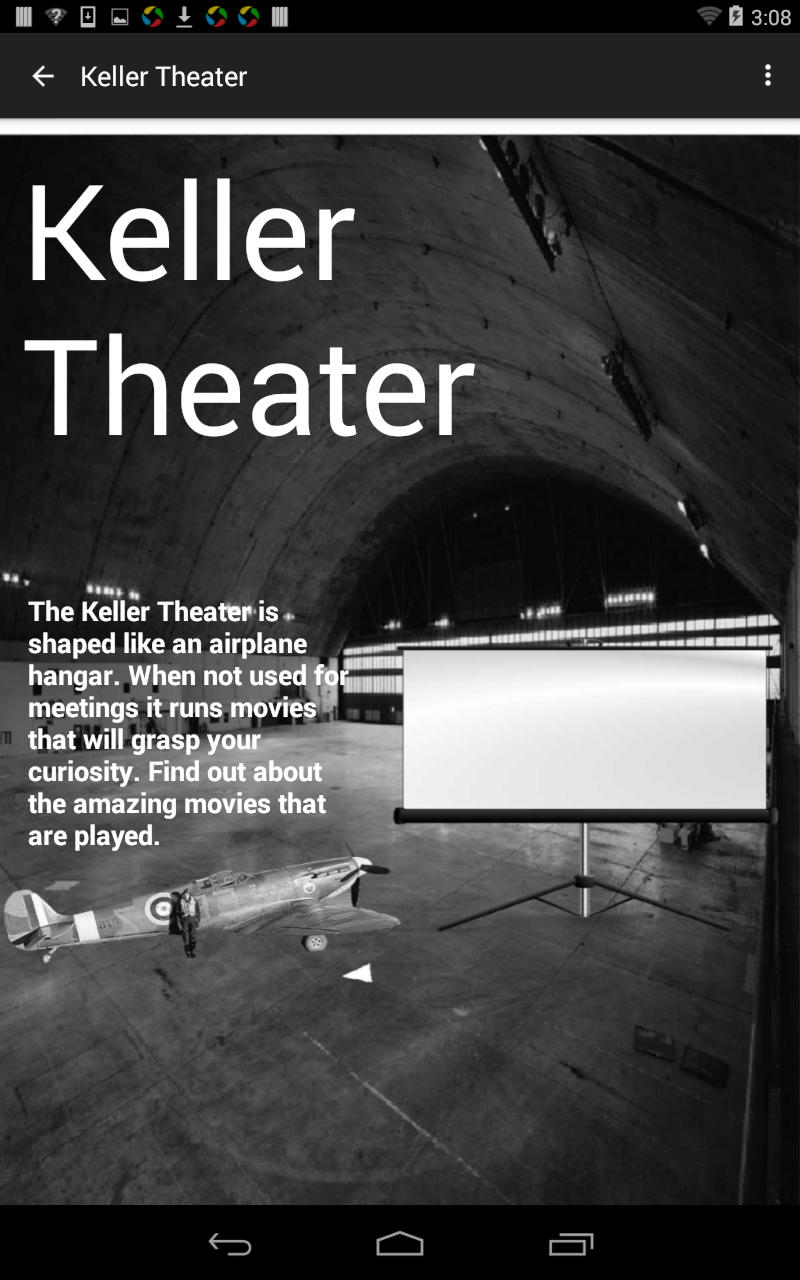 3:08
Keller Theater
Keller
Theater
The Keller Theater is
shaped like an airplane
hangar. When not used for
meetings it runs movies
that will grasp your
curiosity. Find out about
the amazing movies that
are played.